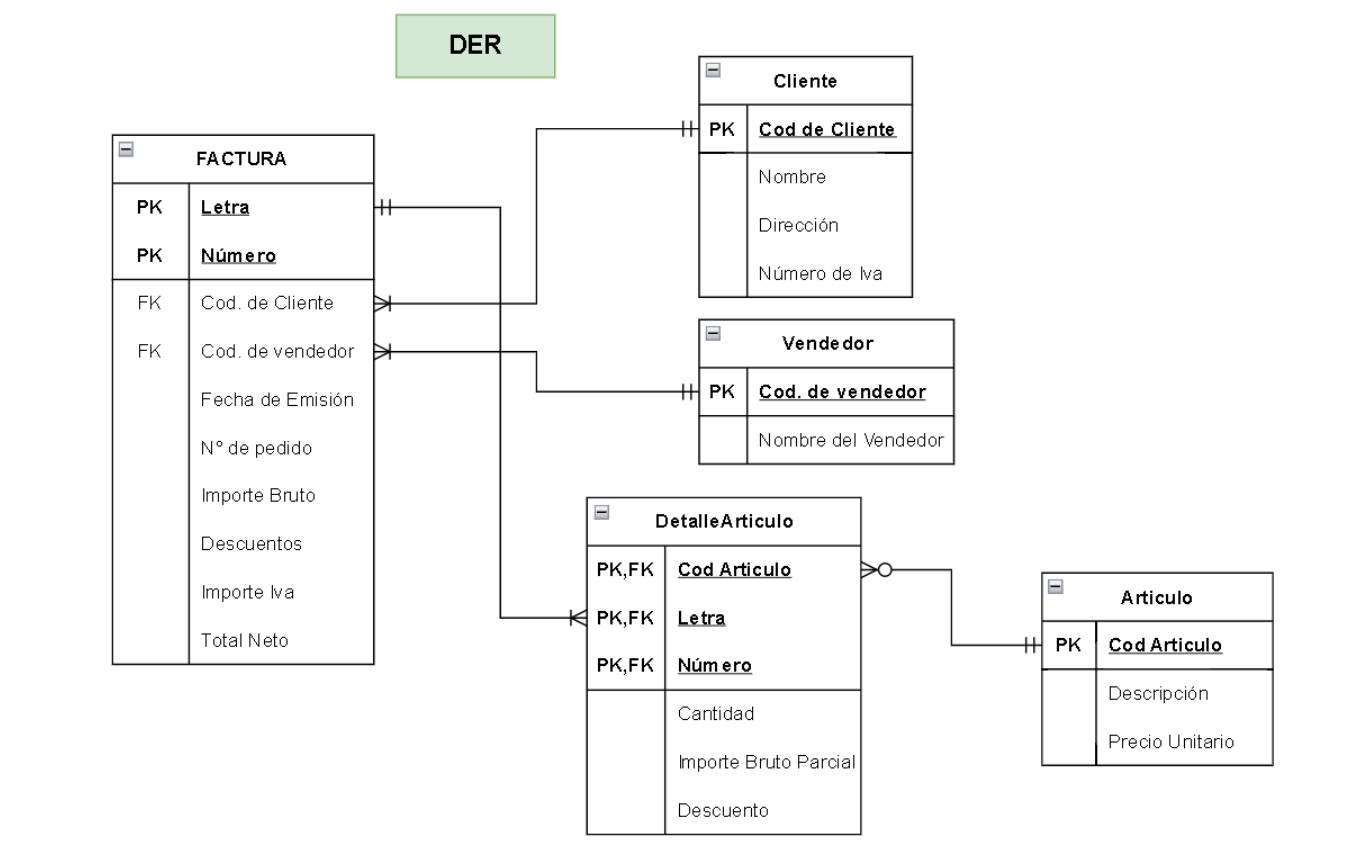 DER
Cliente
PK Cod de Cliente
Nombre
Dirección
Número de Iva
FACTURA
PK Letra
PK Número
FK Cod. de Cliente
FK Cod. de vendedor
Fecha de Emisión
N° de pedido
Importe Bruto
Descuentos
Importe Iva
Total Neto
Vendedor
PK Cod. de vendedor
Nombre del Vendedor
DetalleArticulo
PK,FK Cod Articulo
PK,FK Letra
PK,FK Número
Cantidad
Importe Bruto Parcial
Descuento
Articulo
PK Cod Articulo
Descripción
Precio Unitario